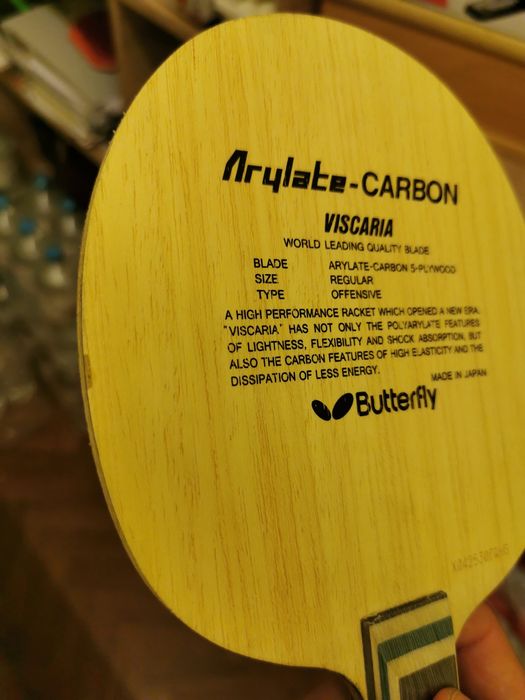 Arylate-CARBON
VISCARIA
WORLD LEADING QUALITY BLADE
BLADE ARYLATE-CARBON 5-PLYWOOD
SIZE REGULAR
TYPE OFFENSIVE
A HIGH PERFORMANCE RACKET WHICH OPENED A NEW ERA.
"VISCARIA" HAS NOT ONLY THE POLYARYLATE FEATURES
OF LIGHTNESS, FLEXIBILITY AND SHOCK ABSORPTION, BUT
ALSO THE CARBON FEATURES OF HIGH ELASTICITY AND THE
DISSIPATION OF LESS ENERGY.
MADE IN JAPAN
Butterfly